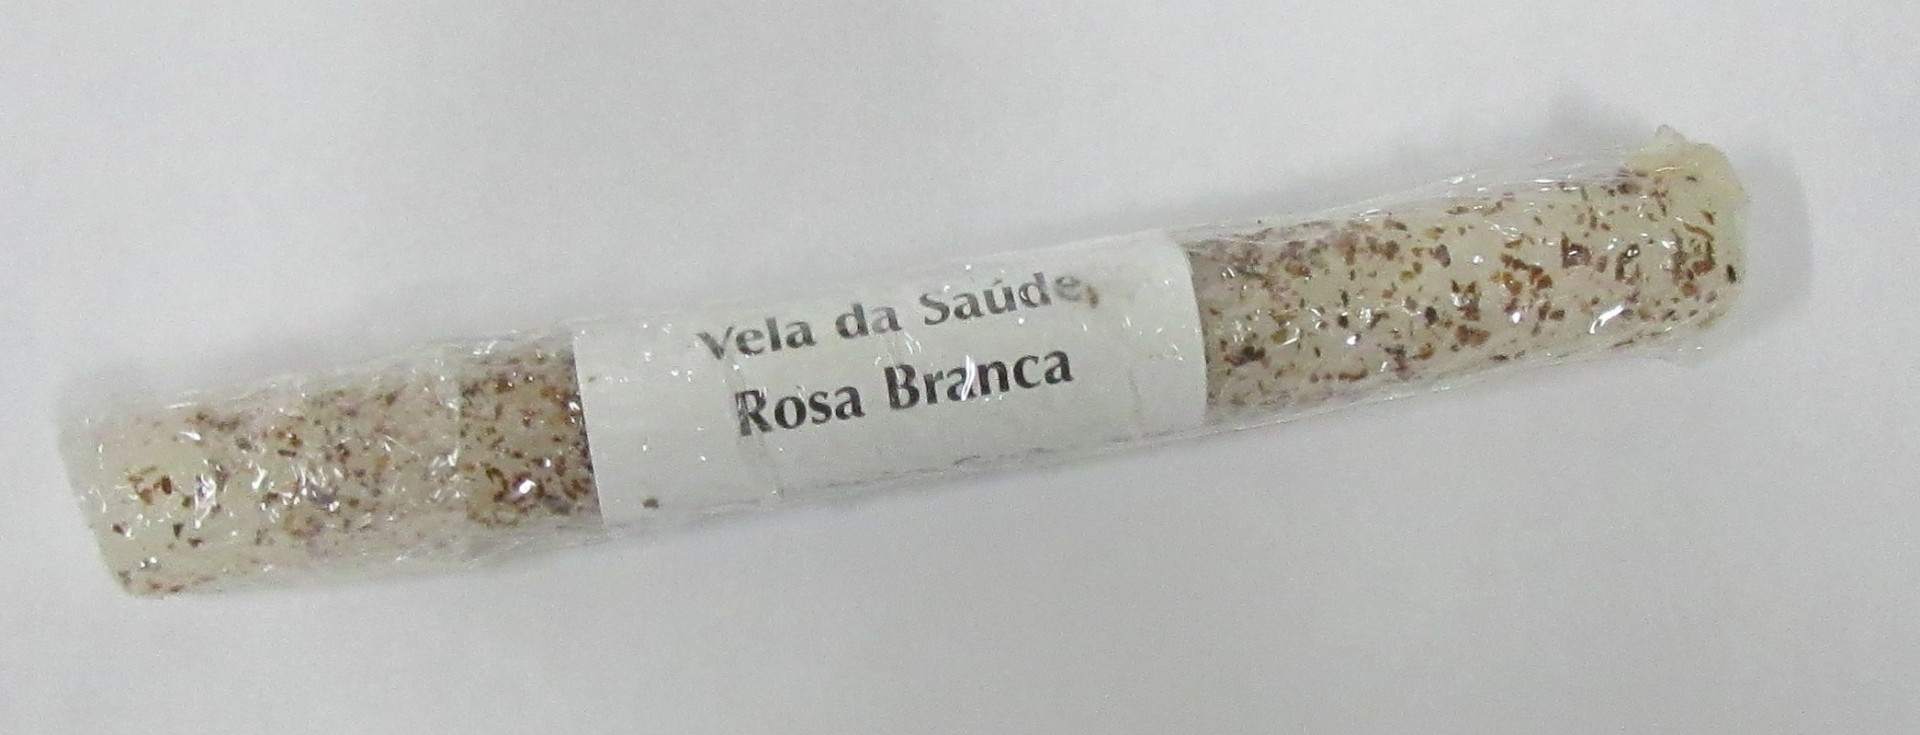 Vela da Saúde,
Rosa Branca